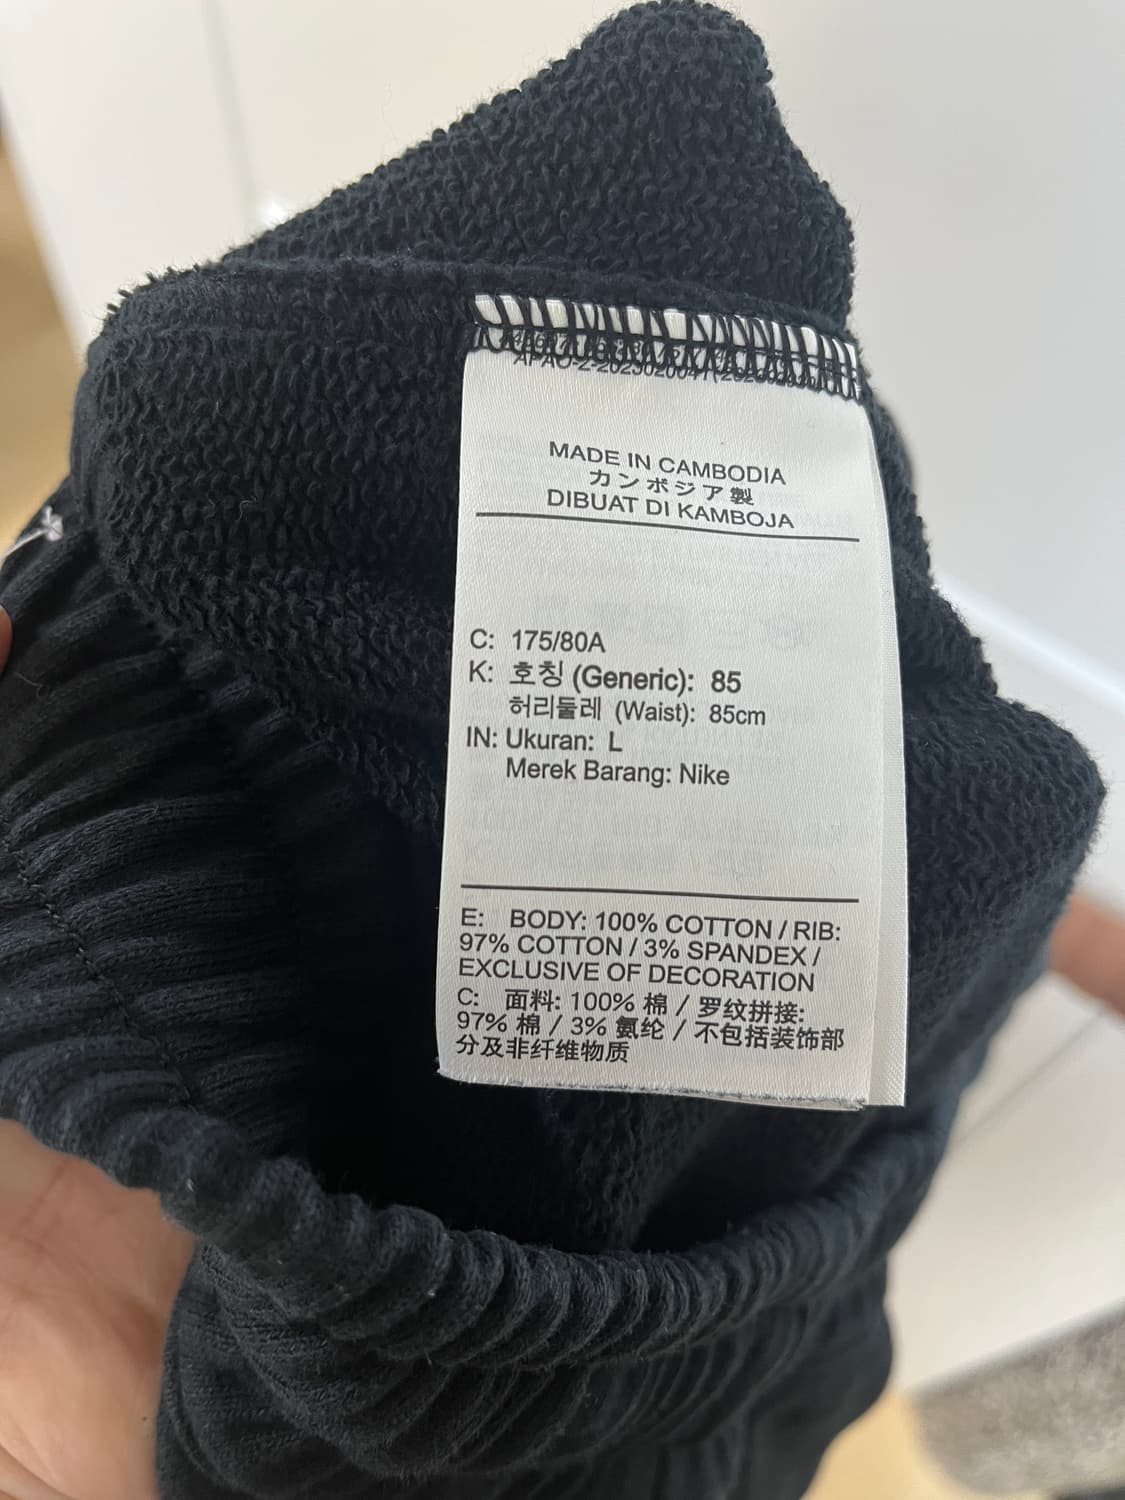 MADE IN CAMBODIA
カンボジア製
DIBUAT DI KAMBOJA
C: 175/80A
K: 호칭 (Generic): 85
허리둘레 (Waist): 85cm
IN: Ukuran: L
Merek Barang: Nike
E: BODY: 100% COTTON / RIB:
97% COTTON / 3% SPANDEX /
EXCLUSIVE OF DECORATION
C: 面料: 100% 棉 / 罗纹拼接:
97% 棉 / 3% 氨纶 / 不包括装饰部
分及非纤维物质